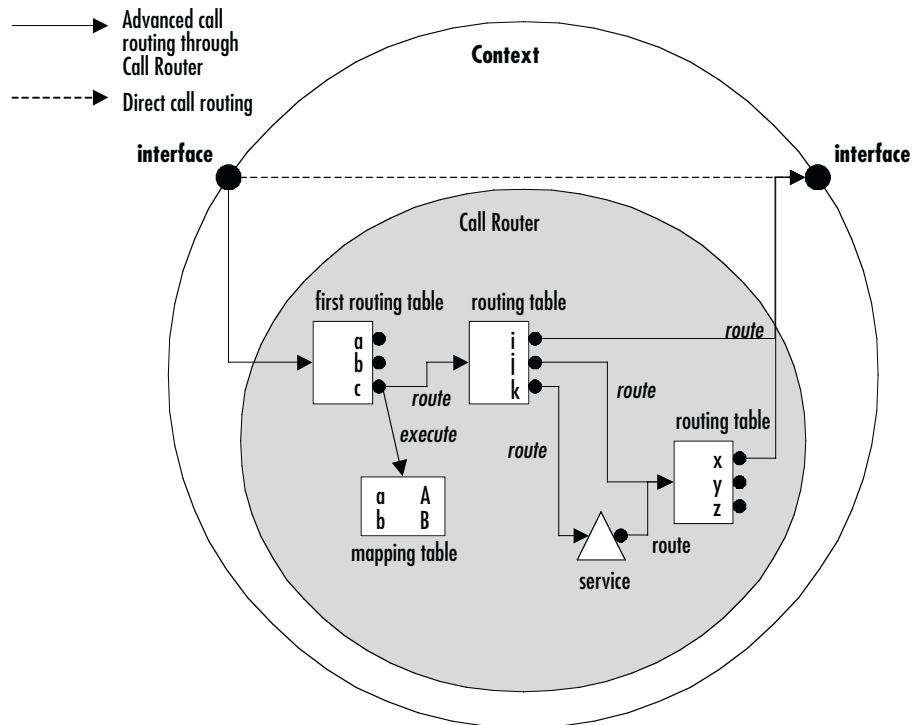 Advanced call
routing through
Call Router
Direct call routing
Context
interface
interface
Call Router
first routing table
routing table
a
b
c
i
j
k
route
route
route
execute
route
routing table
x
y
z
a A
b B
mapping table
route
service